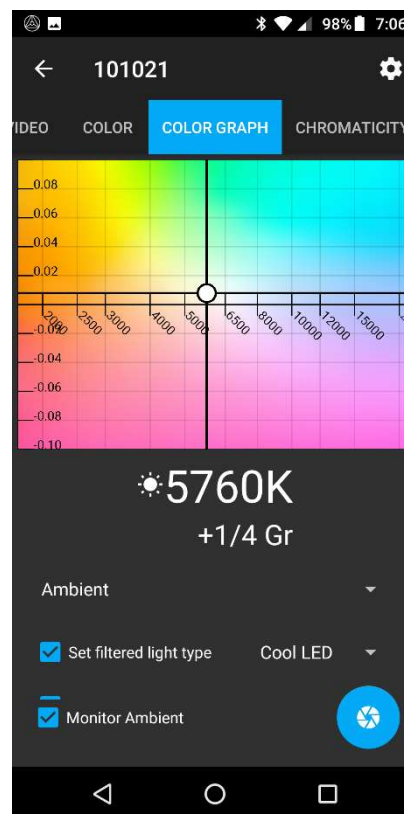 98% 7:06
101021
IDEO COLOR COLOR GRAPH CHROMATICITY
0.08
0.06
0.04
0.02
2000 2500 3000 4000 5000 6500 8000 10000 12000 15000
-0.04
-0.06
-0.08
-0.10
5760K
+1/4 Gr
Ambient
Set filtered light type Cool LED
Monitor Ambient